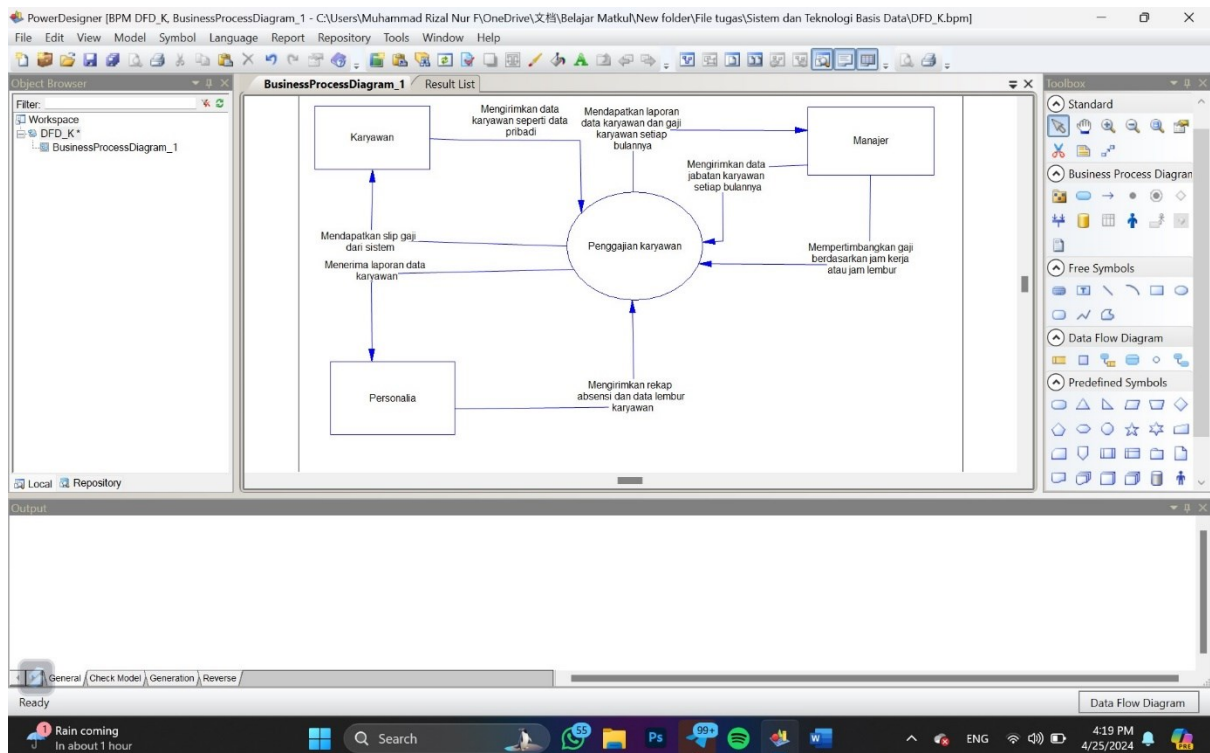 PowerDesigner [BPM DFD_K, BusinessProcessDiagram_1 - C:\Users\Muhammad Rizal Nur F\OneDrive\文档\Belajar Matkul\New folder\File tugas\Sistem dan Teknologi Basis Data\DFD_K.bpm]
File Edit View Model Symbol Language Report Repository Tools Window Help
Object Browser
BusinessProcessDiagram_1
Result List
Toolbox
Filter:
Workspace
DFD_K *
BusinessProcessDiagram_1
Local
Repository
Karyawan
Mengirimkan data
karyawan seperti data
pribadi
Mendapatkan laporan
data karyawan dan gaji
karyawan setiap
bulannya
Manajer
Mengirimkan data
jabatan karyawan
setiap bulannya
Mendapatkan slip gaji
dari sistem
Penggajian karyawan
Mempertimbangkan gaji
berdasarkan jam kerja
atau jam lembur
Menerima laporan data
karyawan
Personalia
Mengirimkan rekap
absensi dan data lembur
karyawan
Standard
Business Process Diagran
Free Symbols
Data Flow Diagram
Predefined Symbols
Output
General
Check Model
Generation
Reverse
Ready
Data Flow Diagram
1
Rain coming
In about 1 hour
Search
55
Ps
99+
W
ENG
4:19 PM
4/25/2024
PRE